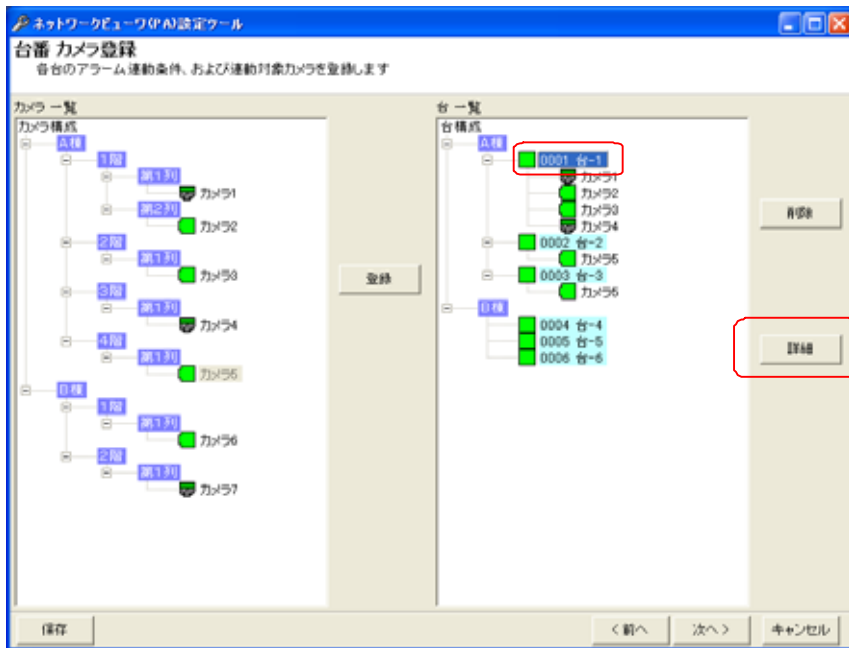 ネットワークビューワ(PA)設定ツール
台番 カメラ登録
各台のアラーム連動条件、および連動対象カメラを登録します
カメラ 一覧
カメラ構成
A棟
1階
第1列
カメラ1
第2列
カメラ2
2階
第1列
カメラ3
3階
第1列
カメラ4
4階
第1列
カメラ5
B棟
1階
第1列
カメラ6
2階
第1列
カメラ7
登録
台 一覧
台構成
A棟
0001 台-1
カメラ1
カメラ2
カメラ3
カメラ4
0002 台-2
カメラ5
0003 台-3
カメラ6
B棟
0004 台-4
0005 台-5
0006 台-6
削除
詳細
保存
< 前へ
次へ >
キャンセル